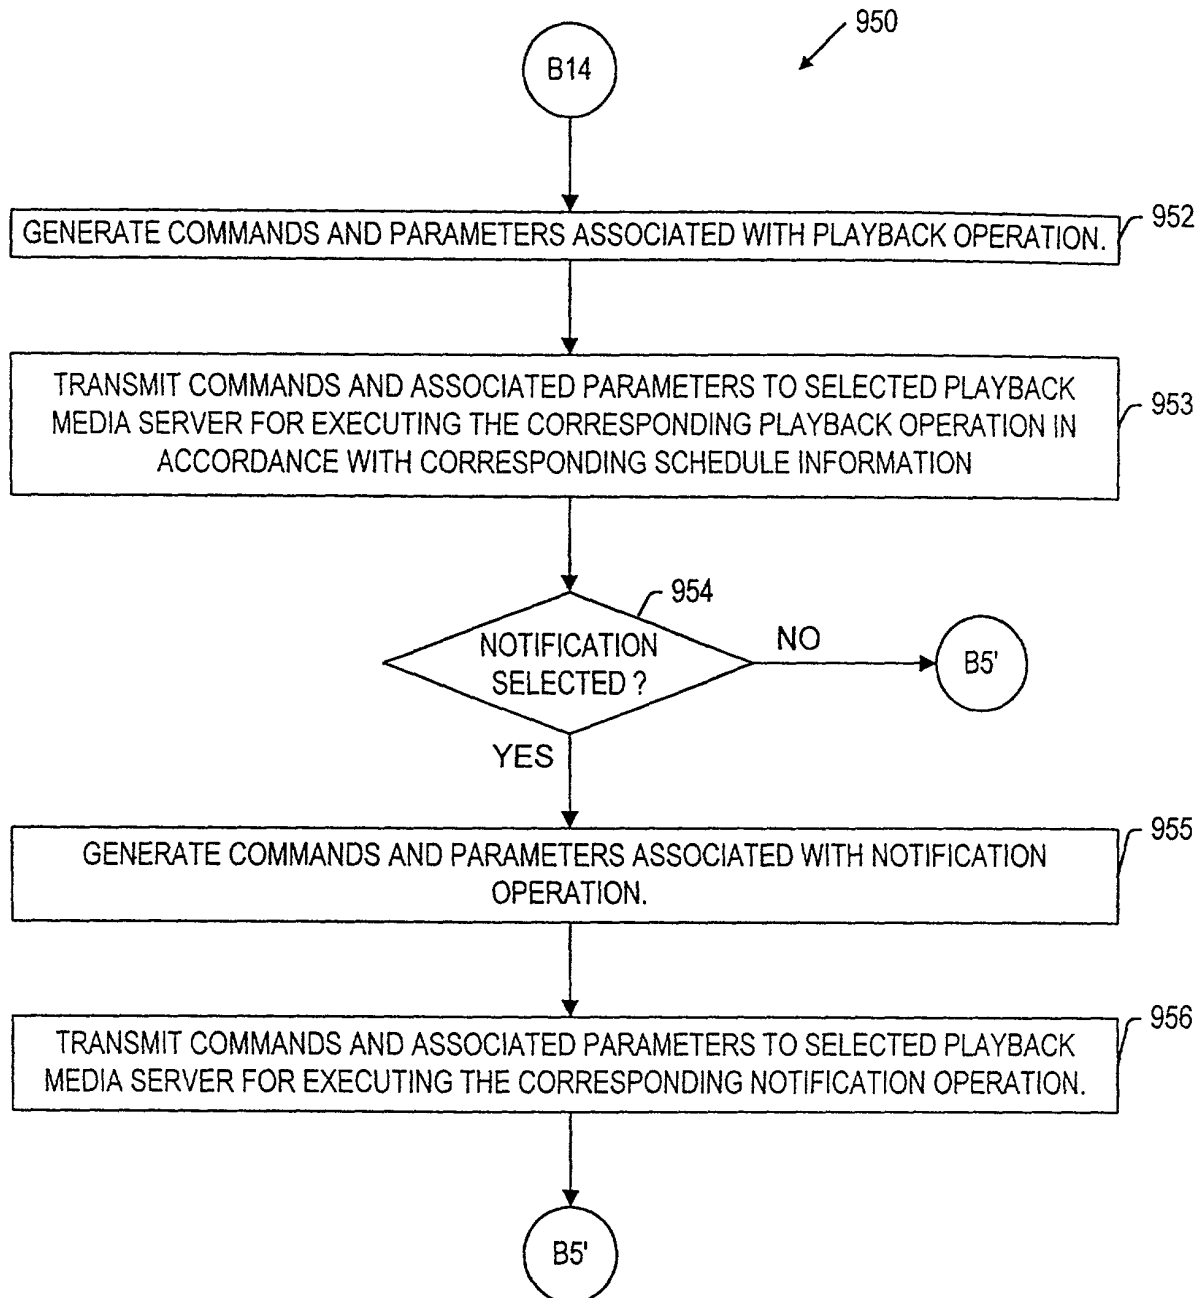 950
B14
952
GENERATE COMMANDS AND PARAMETERS ASSOCIATED WITH PLAYBACK OPERATION.
953
TRANSMIT COMMANDS AND ASSOCIATED PARAMETERS TO SELECTED PLAYBACK
MEDIA SERVER FOR EXECUTING THE CORRESPONDING PLAYBACK OPERATION IN
ACCORDANCE WITH CORRESPONDING SCHEDULE INFORMATION
954
NOTIFICATION
SELECTED ?
NO
B5'
YES
955
GENERATE COMMANDS AND PARAMETERS ASSOCIATED WITH NOTIFICATION
OPERATION.
956
TRANSMIT COMMANDS AND ASSOCIATED PARAMETERS TO SELECTED PLAYBACK
MEDIA SERVER FOR EXECUTING THE CORRESPONDING NOTIFICATION OPERATION.
B5'